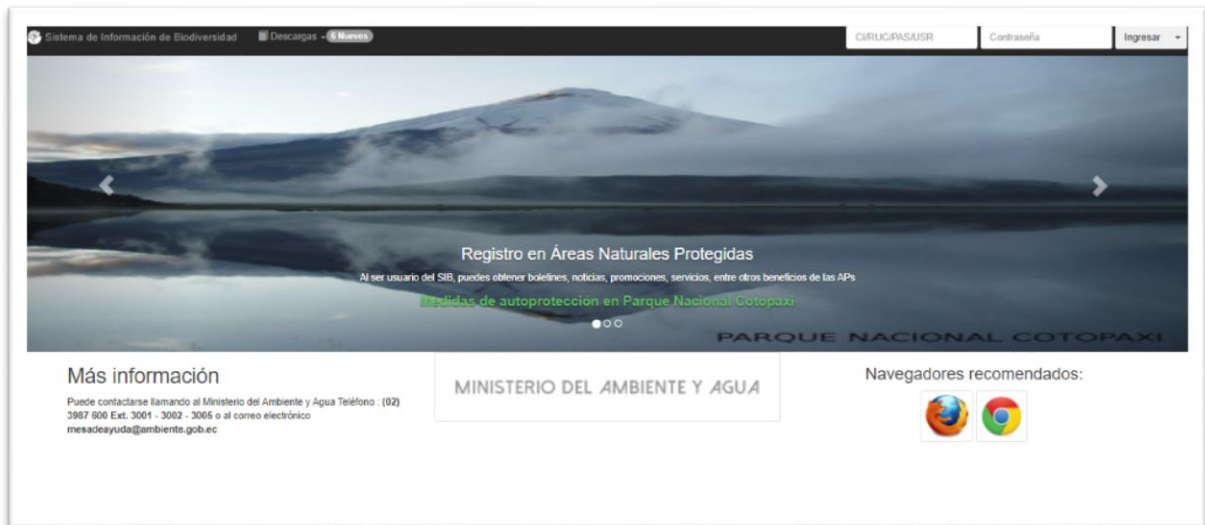 Sistema de Información de Biodiversidad
Descargas
6 Nuevos
CI/RUC/PAS/USR
Contraseña
Ingresar
Registro en Áreas Naturales Protegidas
Al ser usuario del SIB, puedes obtener boletines, noticias, promociones, servicios, entre otros beneficios de las APs
Medidas de autoprotección en Parque Nacional Cotopaxi
PARQUE NACIONAL COTOPAXI
Más información
Puede contactarse llamando al Ministerio del Ambiente y Agua Teléfono : (02)
3987 600 Ext. 3001 - 3002 - 3005 o al correo electrónico
mesadeayuda@ambiente.gob.ec
MINISTERIO DEL AMBIENTE Y AGUA
Navegadores recomendados: